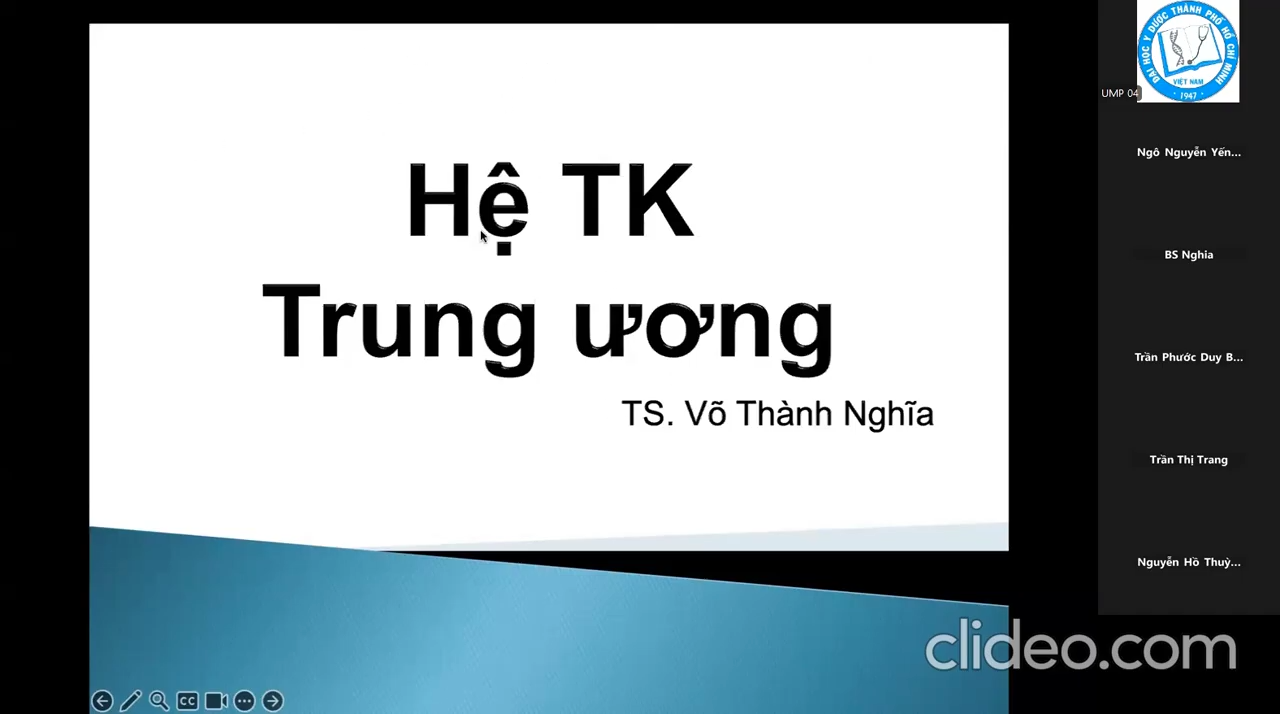 Hệ TK
Trung ương
TS. Võ Thành Nghĩa
ĐẠI HỌC Y DƯỢC THÀNH PHỐ HỒ CHÍ MINH
VIỆT NAM
1947
UMP 04
Ngô Nguyễn Yến...
BS Nghia
Trần Phước Duy B...
Trần Thị Trang
Nguyễn Hồ Thuỳ...
clideo.com
CC